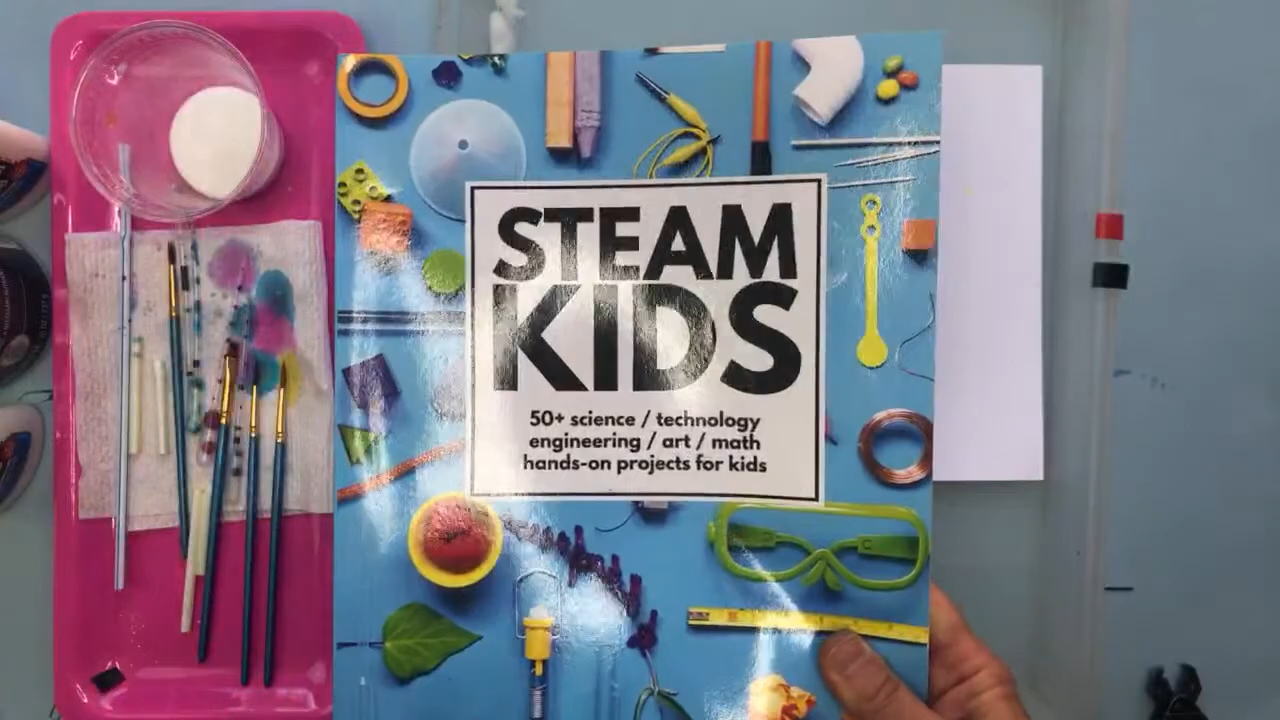 STEAM
KIDS
50+ science / technology
engineering / art / math
hands-on projects for kids